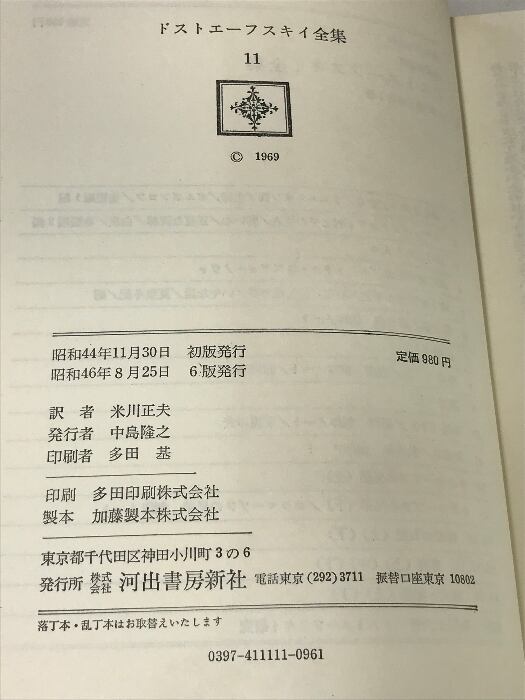 ドストエーフスキイ全集
11
© 1969
昭和44年11月30日 初版発行
昭和46年8月25日 6版発行
定価980円
訳者 米川正夫
発行者 中島隆之
印刷者 多田基
印刷 多田印刷株式会社
製本 加藤製本株式会社
東京都千代田区神田小川町3の6
発行所 株式会社 河出書房新社 電話東京(292)3711 振替口座東京 10802
落丁本・乱丁本はお取替えいたします
0397-411111-0961